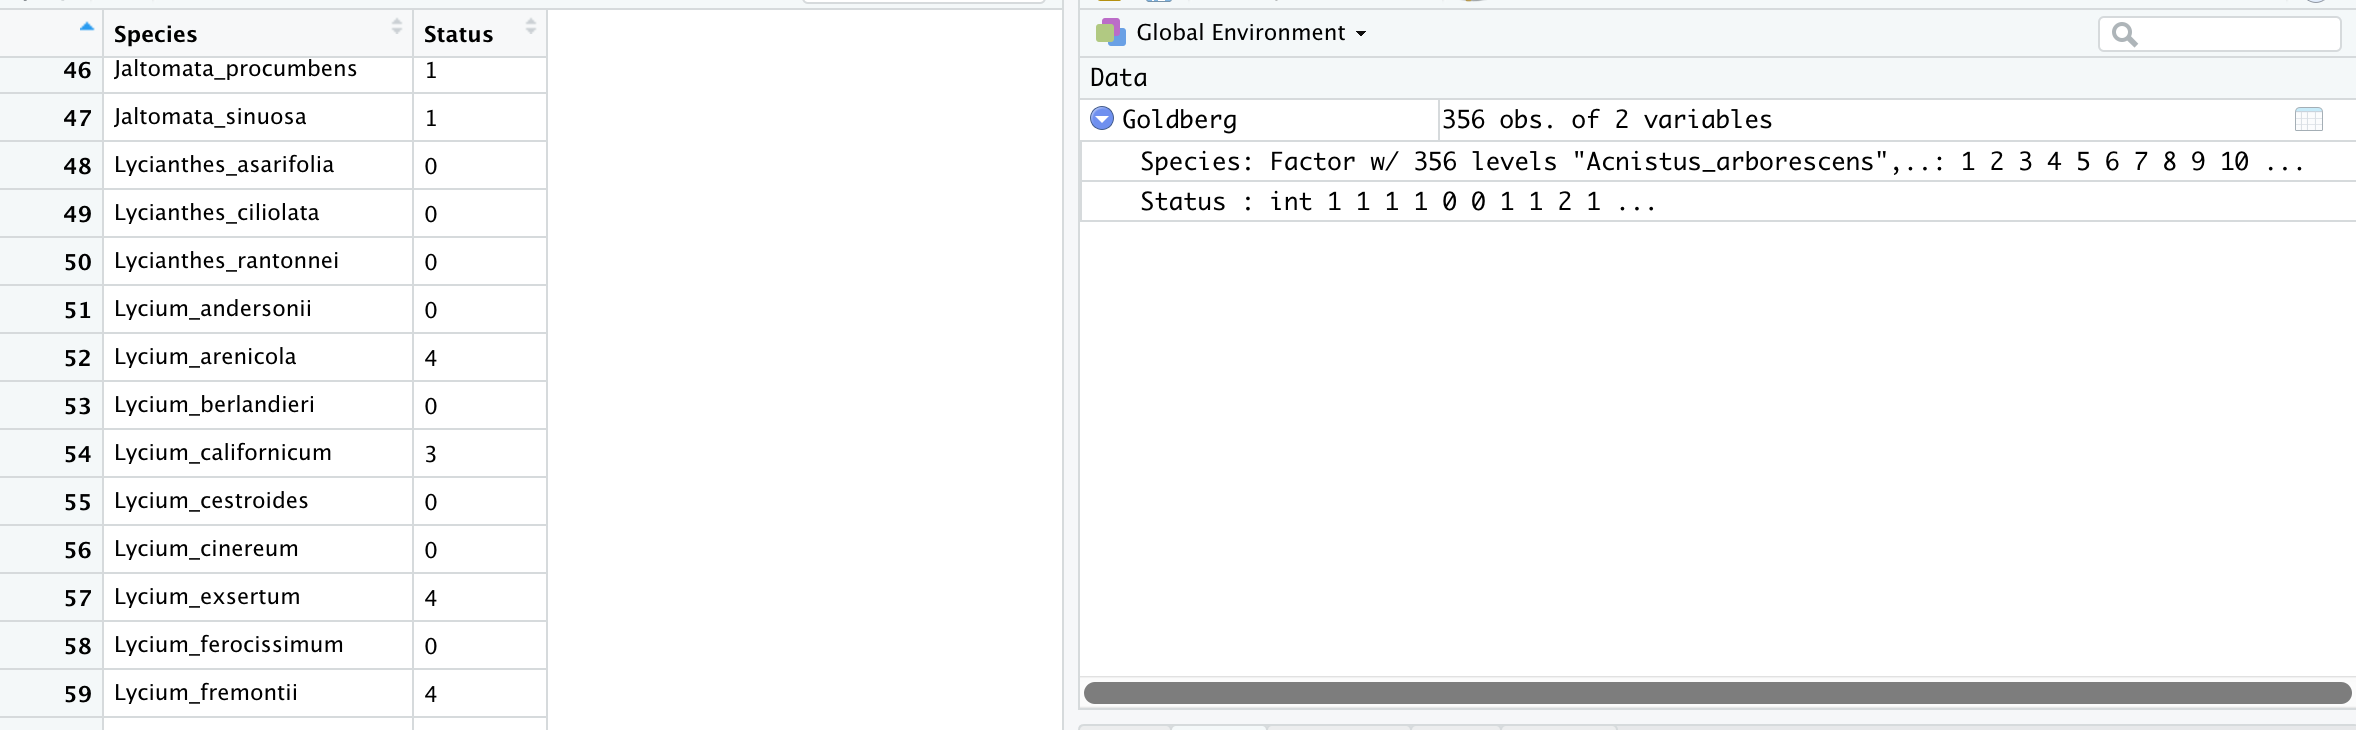 Species Status
46 Jaltomata_procumbens 1
47 Jaltomata_sinuosa 1
48 Lycianthes_asarifolia 0
49 Lycianthes_ciliolata 0
50 Lycianthes_rantonnei 0
51 Lycium_andersonii 0
52 Lycium_arenicola 4
53 Lycium_berlandieri 0
54 Lycium_californicum 3
55 Lycium_cestroides 0
56 Lycium_cinereum 0
57 Lycium_exsertum 4
58 Lycium_ferocissimum 0
59 Lycium_fremontii 4
Global Environment
Data
Goldberg 356 obs. of 2 variables
Species: Factor w/ 356 levels "Acnistus_arborescens",..: 1 2 3 4 5 6 7 8 9 10 ...
Status : int 1 1 1 1 0 0 1 1 2 1 ...